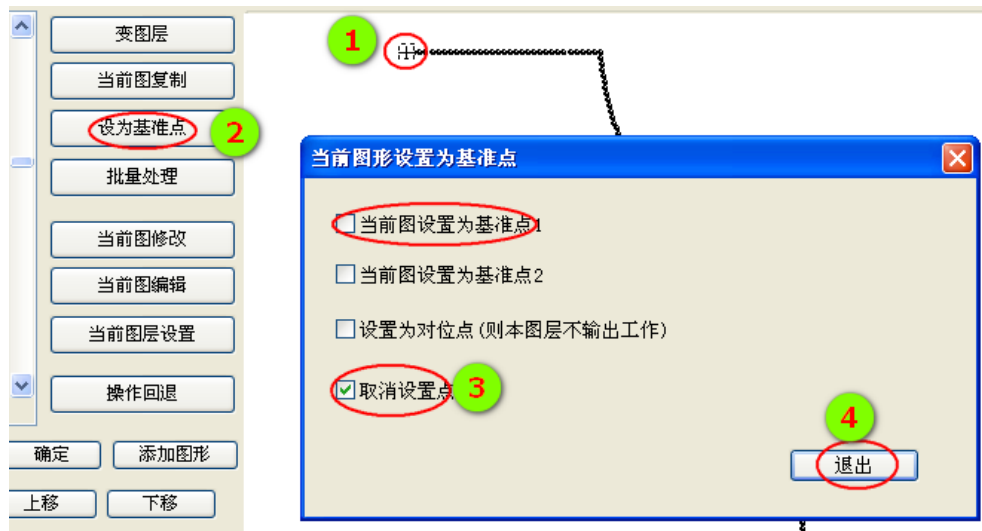 变图层
当前图复制
设为基准点
2
批量处理
当前图修改
当前图编辑
当前图层设置
操作回退
确定
添加图形
上移
下移
1
当前图形设置为基准点
当前图设置为基准点1
当前图设置为基准点2
设置为对位点(则本图层不输出工作)
取消设置点
3
4
退出